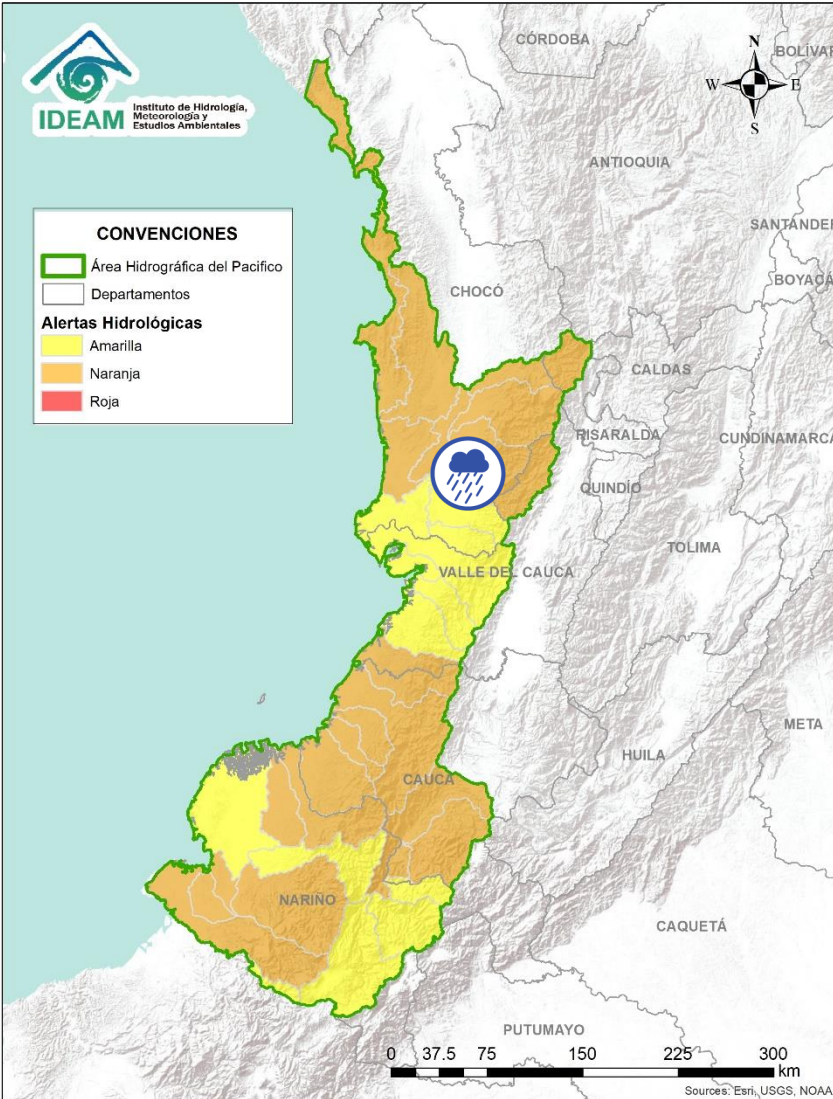 IDEAM
Instituto de Hidrología,
Meteorología y
Estudios Ambientales
CÓRDOBA
BOLÍVAR
N
W
E
S
ANTIOQUIA
SANTANDER
BOYACÁ
CONVENCIONES
Área Hidrográfica del Pacifico
Departamentos
Alertas Hidrológicas
Amarilla
Naranja
Roja
CHOCÓ
CALDAS
RISARALDA
CUNDINAMARCA
QUINDÍO
TOLIMA
VALLE DEL CAUCA
META
HUILA
CAUCA
NARIÑO
CAQUETÁ
PUTUMAYO
0 37.5 75 150 225 300
km
Sources: Esri, USGS, NOAA